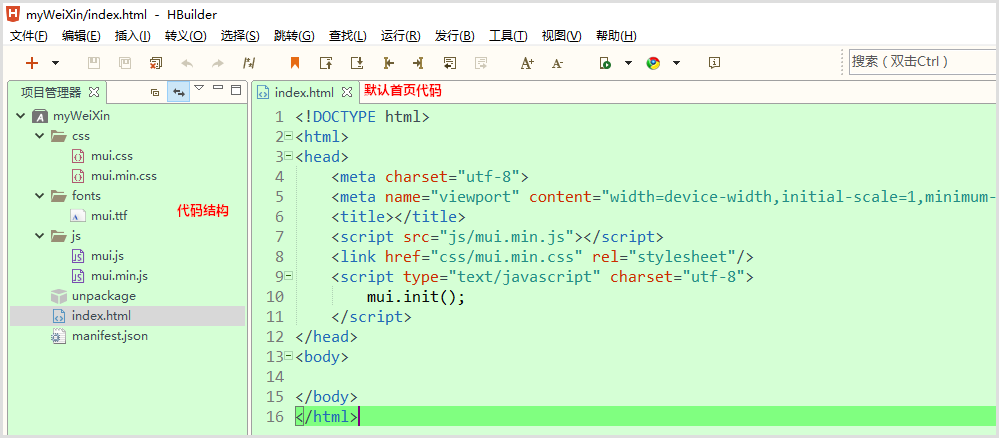 myWeiXin/index.html - HBuilder
文件(F) 编辑(E) 插入(I) 转义(O) 选择(S) 跳转(G) 查找(L) 运行(R) 发行(B) 工具(T) 视图(V) 帮助(H)
/*/ A+ A- 搜索（双击Ctrl）
项目管理器
index.html 默认首页代码
myWeiXin
css
mui.css
mui.min.css
fonts
mui.ttf
代码结构
js
mui.js
mui.min.js
unpackage
index.html
manifest.json
1 <!DOCTYPE html>
2 <html>
3 <head>
4 <meta charset="utf-8">
5 <meta name="viewport" content="width=device-width,initial-scale=1,minimum-
6 <title></title>
7 <script src="js/mui.min.js"></script>
8 <link href="css/mui.min.css" rel="stylesheet"/>
9 <script type="text/javascript" charset="utf-8">
10 mui.init();
11 </script>
12 </head>
13 <body>
14
15 </body>
16 </html>